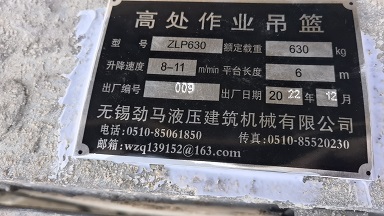 高处作业吊篮
型号 ZLP630 额定载重 630 kg
升降速度 8-11 m/min 平台长度 6 m
出厂编号 009 出厂日期 2022年12月
无锡劲马液压建筑机械有限公司
电话:0510-85061850 传真:0510-85520230
邮箱:wzq139152@163.com